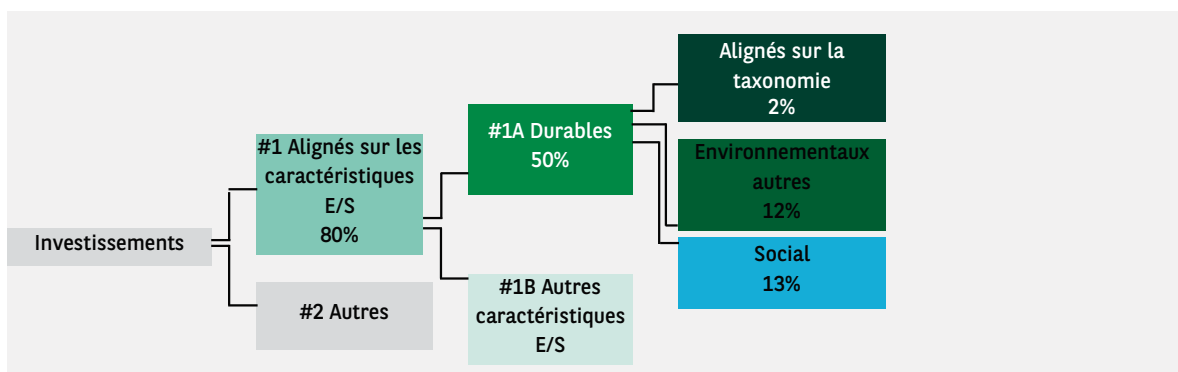 Investissements
#1 Alignés sur les
caractéristiques
E/S
80%
#2 Autres
#1A Durables
50%
#1B Autres
caractéristiques
E/S
Alignés sur la
taxonomie
2%
Environnementaux
autres
12%
Social
13%